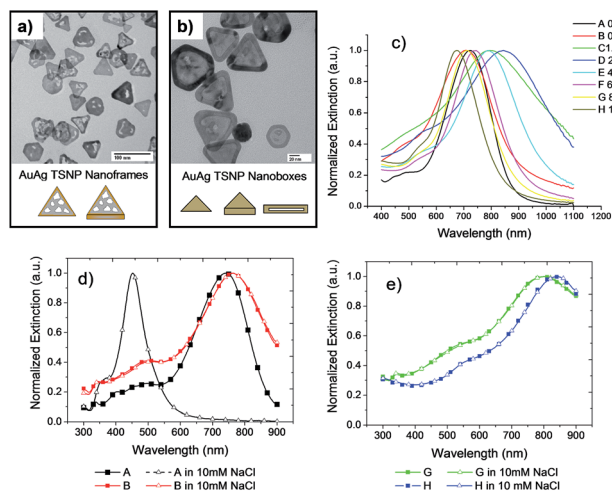 a)
100 nm
AuAg TSNP Nanoframes
b)
20 nm
AuAg TSNP Nanoboxes
c)
Normalized Extinction (a.u.)
1.0
0.8
0.6
0.4
0.2
0.0
400 500 600 700 800 900 1000 1100 1200
Wavelength (nm)
A 0
B 0
C1.
D 2
E 4
F 6
G 8
H 1
d)
Normalized Extinction (a.u.)
1.0
0.8
0.6
0.4
0.2
0.0
300 400 500 600 700 800 900
Wavelength (nm)
A
A in 10mM NaCl
B
B in 10mM NaCl
e)
Normalized Extinction (a.u.)
1.0
0.8
0.6
0.4
0.2
0.0
300 400 500 600 700 800 900
Wavelength (nm)
G
G in 10mM NaCl
H
H in 10 mM NaCl